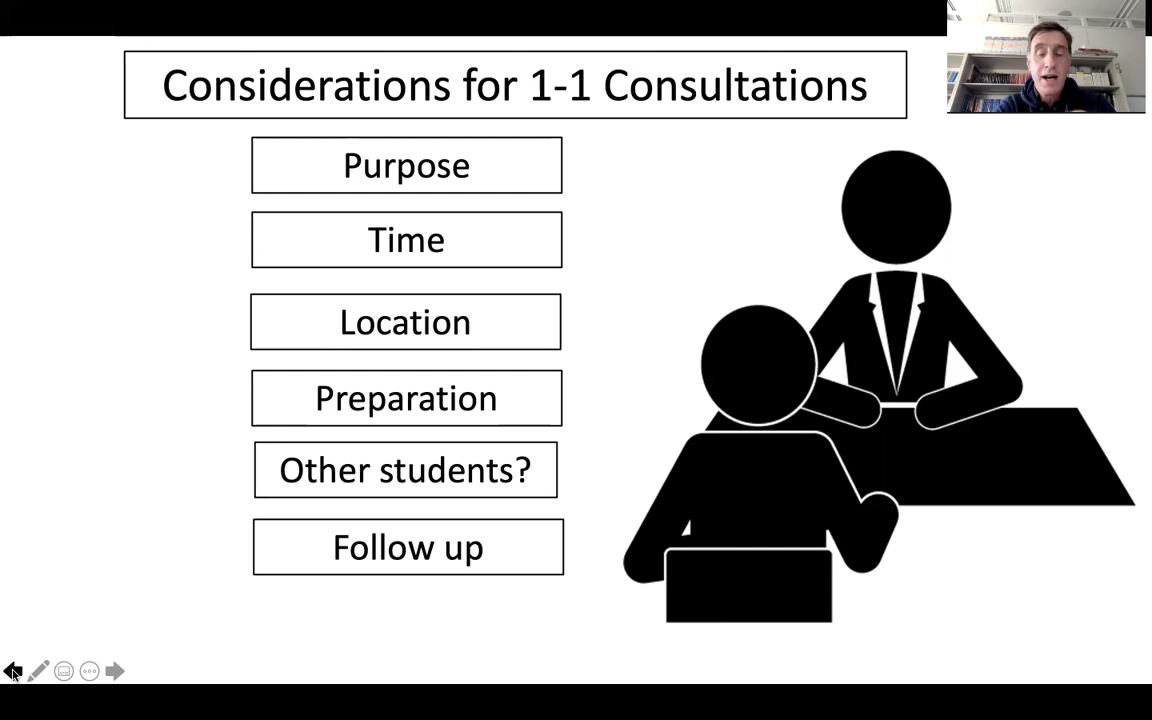 Considerations for 1-1 Consultations
Purpose
Time
Location
Preparation
Other students?
Follow up